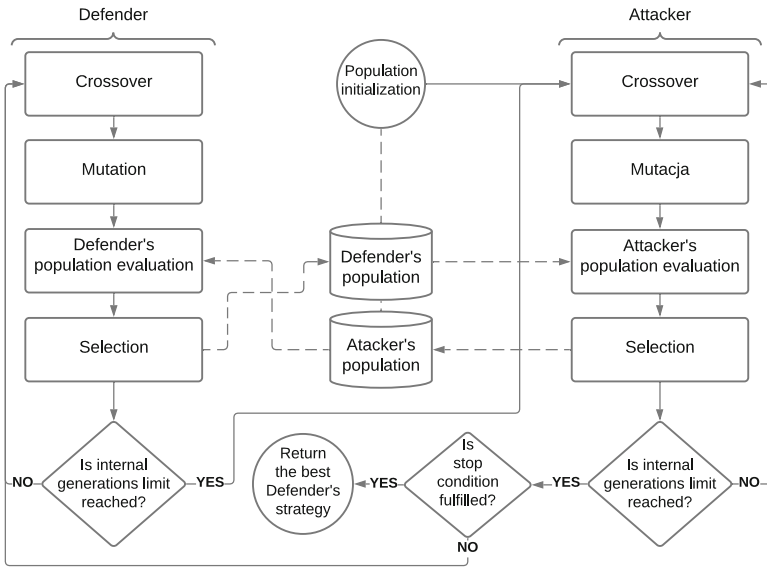 Defender
Attacker
Crossover
Population
initialization
Crossover
Mutation
Mutacja
Defender's
population evaluation
Defender's
population
Attacker's
population evaluation
Selection
Atacker's
population
Selection
Is internal
generations limit
reached?
NO
YES
Return
the best
Defender's
strategy
YES
Is
stop
condition
fulfilled?
NO
YES
Is internal
generations limit
reached?
NO